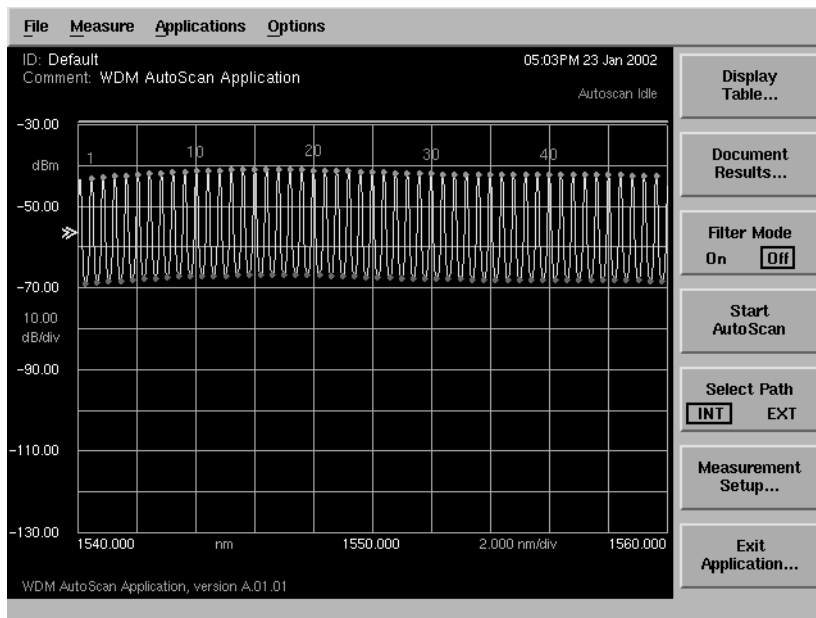 File Measure Applications Options
ID: Default
05:03PM 23 Jan 2002
Comment: WDM AutoScan Application
Autoscan Idle
-30.00
1 10 20 30 40
dBm
-50.00
-70.00
10.00
dB/div
-90.00
-110.00
-130.00
1540.000 nm 1550.000 2.000 nm/div 1560.000
WDM AutoScan Application, version A.01.01
Display
Table...
Document
Results...
Filter Mode
On Off
Start
AutoScan
Select Path
INT EXT
Measurement
Setup...
Exit
Application...